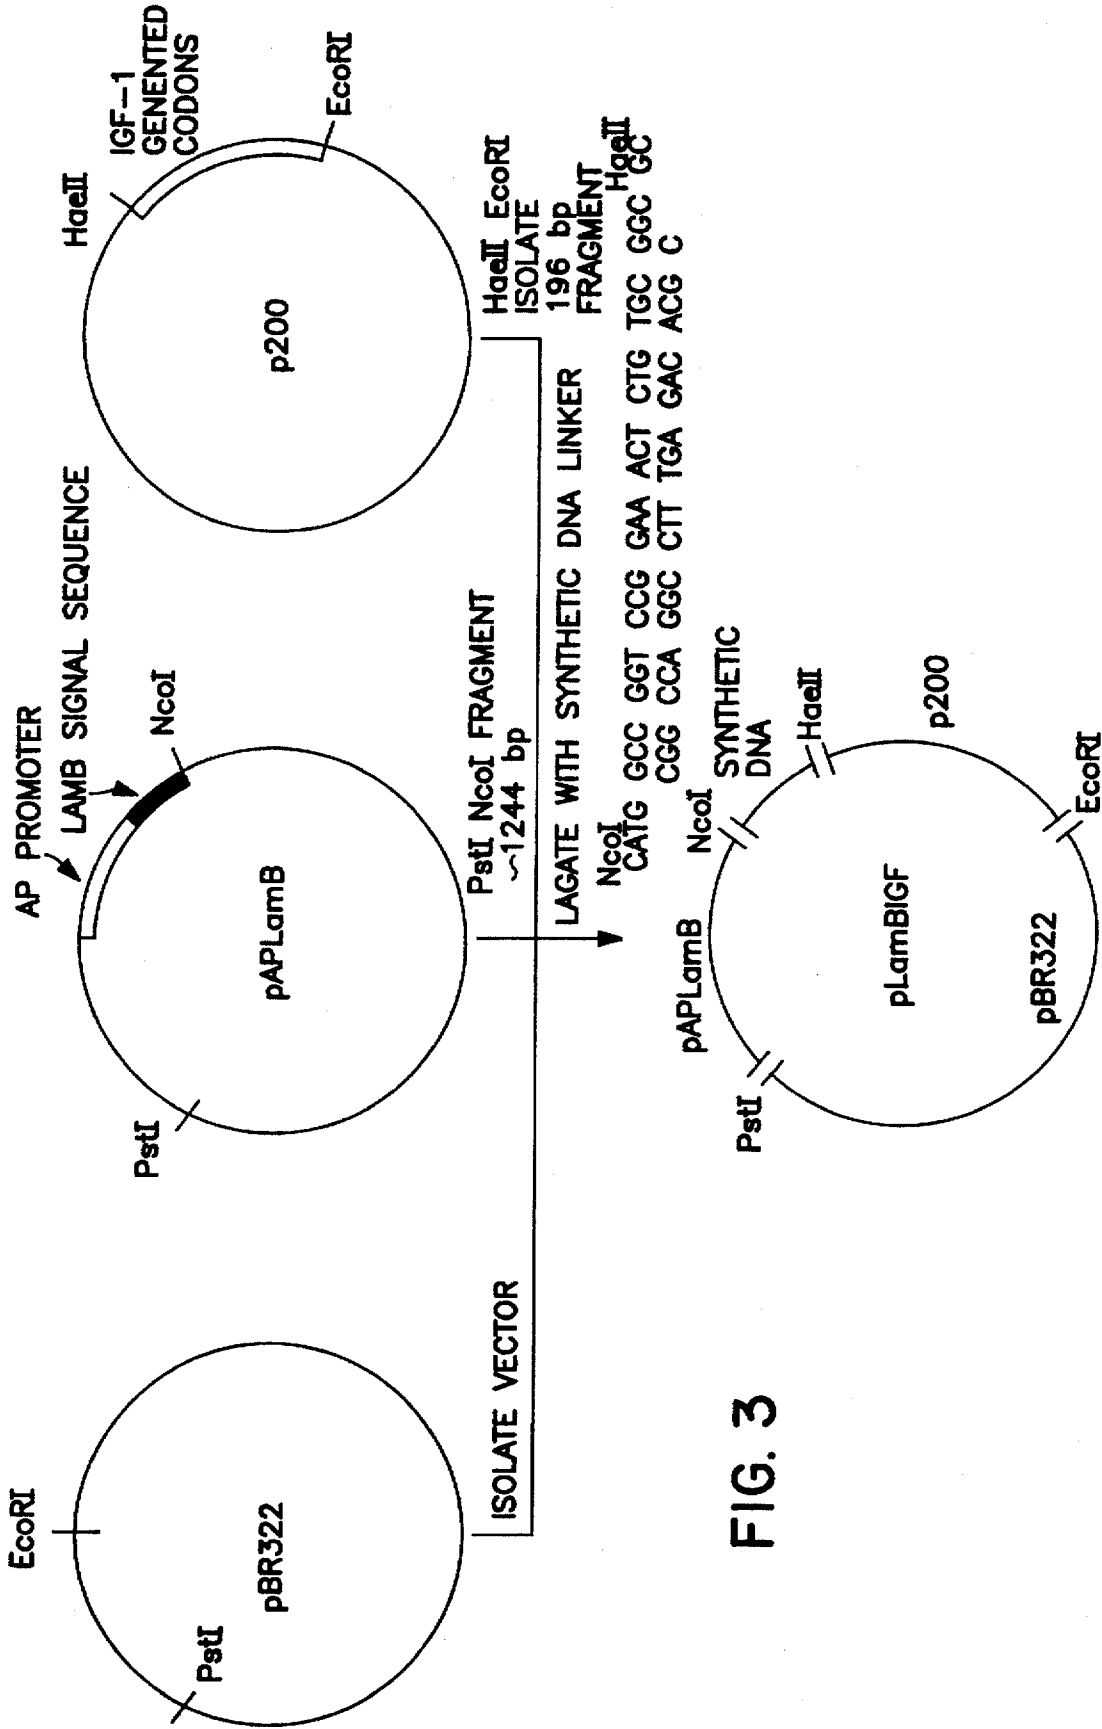 EcoRI
PstI
pBR322
ISOLATE VECTOR
AP PROMOTER
LAMB SIGNAL SEQUENCE
NcoI
PstI
pAPLamB
PstI NcoI FRAGMENT
~1244 bp
IGF-1
GENENTED
CODONS
HaeII
EcoRI
p200
HaeII EcoRI
ISOLATE
196 bp
FRAGMENT
LAGATE WITH SYNTHETIC DNA LINKER
NcoI HaeII
CATG GCC GGT CCG GAA ACT CTG TGC GGC GC
CGG CCA GGC CTT TGA GAC ACG C
pAPLamB
NcoI
SYNTHETIC
DNA
HaeII
p200
EcoRI
pBR322
PstI
pLamBIGF
FIG. 3